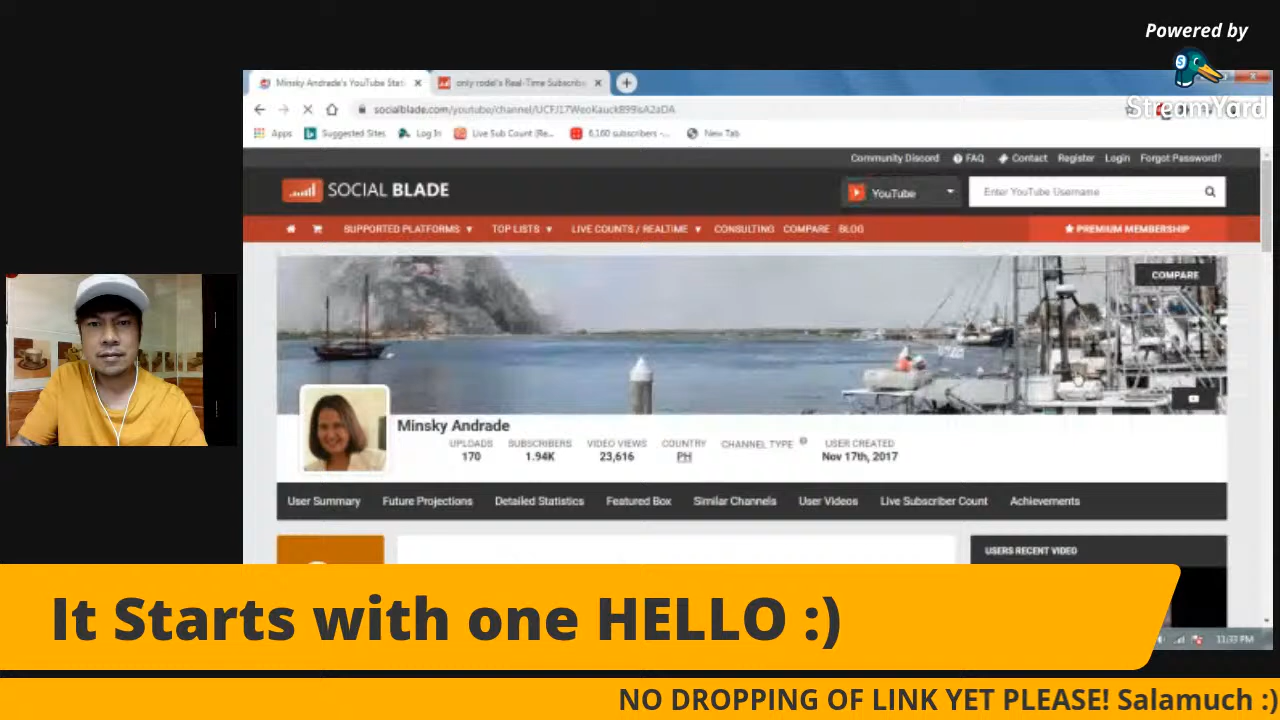 Powered by
StreamYard
Minsky Andrade's YouTube Stat
only rodel's Real-Time Subscrib
socialblade.com/youtube/channel/
Apps Suggested Sites Log In Live Sub Count (Re... 6,160 subscribers -... New Tab
Community Discord FAQ Contact Register Login Forgot Password?
SOCIAL BLADE
YouTube
Enter YouTube Username
SUPPORTED PLATFORMS TOP LISTS LIVE COUNTS / REALTIME CONSULTING COMPARE BLOG
PREMIUM MEMBERSHIP
COMPARE
Minsky Andrade
UPLOADS SUBSCRIBERS VIDEO VIEWS COUNTRY CHANNEL TYPE USER CREATED
170 1.94K 23,616 PH Nov 17th, 2017
User Summary Future Projections Detailed Statistics Featured Box Similar Channels User Videos Live Subscriber Count Achievements
USERS RECENT VIDEO
It Starts with one HELLO :)
11:33 PM
NO DROPPING OF LINK YET PLEASE! Salamuch :)